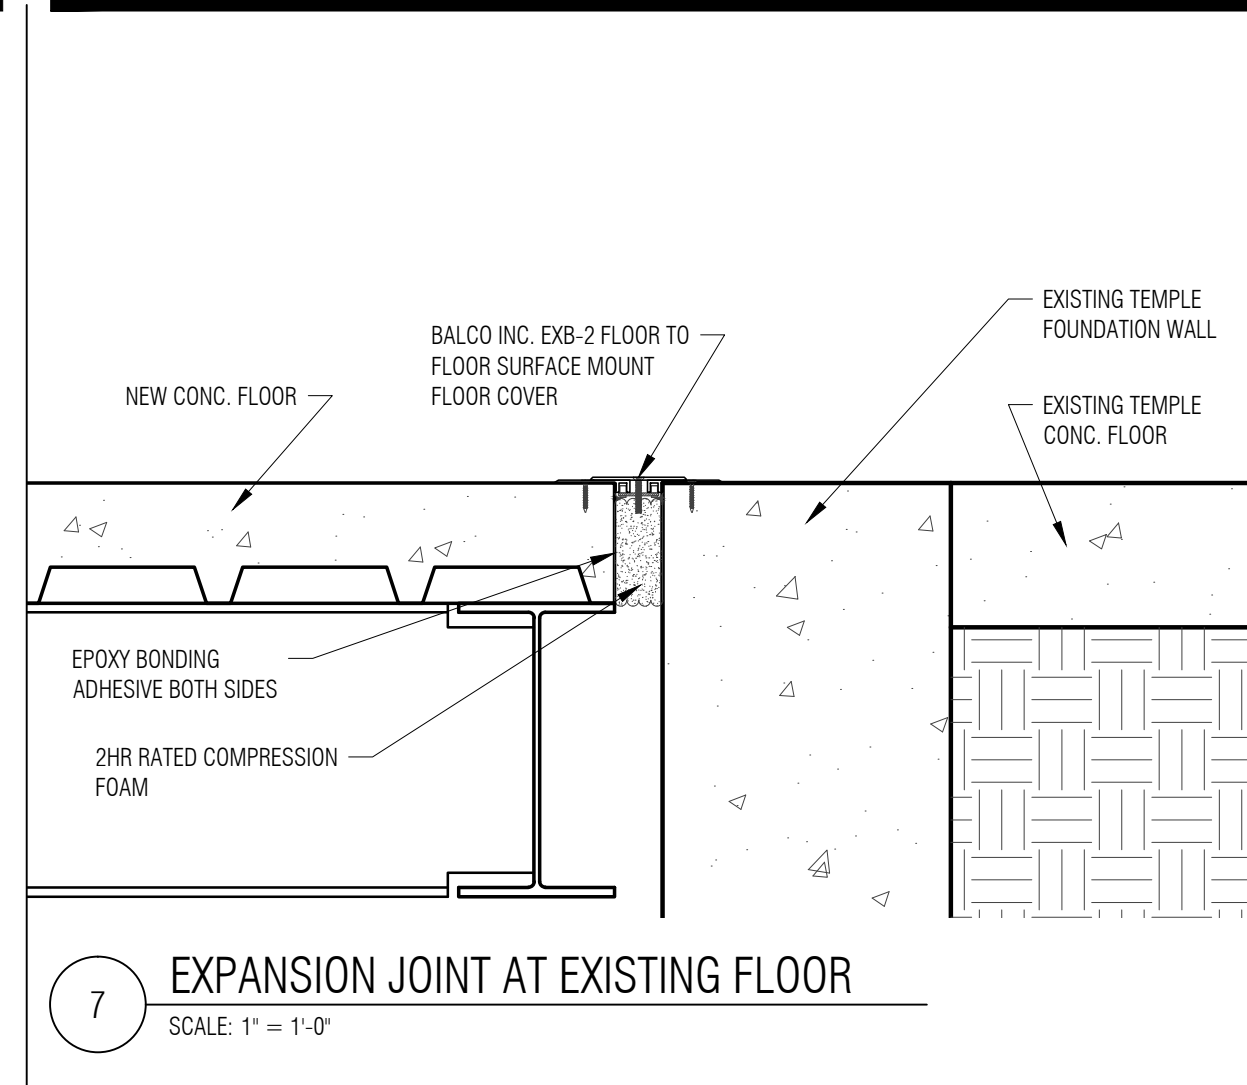 EXISTING TEMPLE
FOUNDATION WALL
BALCO INC. EXB-2 FLOOR TO
FLOOR SURFACE MOUNT
FLOOR COVER
NEW CONC. FLOOR
EXISTING TEMPLE
CONC. FLOOR
EPOXY BONDING
ADHESIVE BOTH SIDES
2HR RATED COMPRESSION
FOAM
7
EXPANSION JOINT AT EXISTING FLOOR
SCALE: 1" = 1'-0"